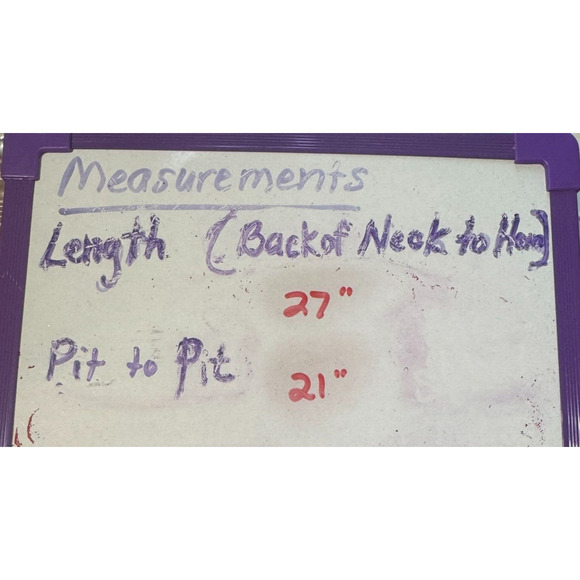 Measurements
Length (Back of Neck to Hem)
27"
Pit to Pit
21"